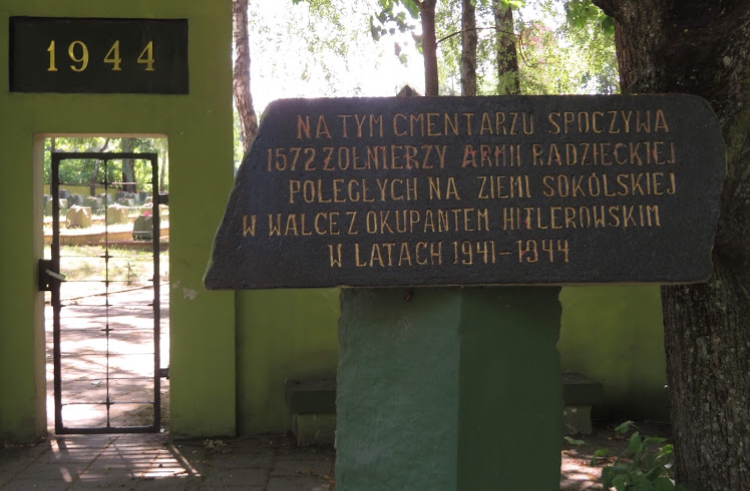 1944
NA TYM CMENTARZU SPOCZYWA
1572 ŻOŁNIERZY ARMII RADZIECKIEJ
POLEGŁYCH NA ZIEMI SOKÓLSKIEJ
W WALCE Z OKUPANTEM HITLEROWSKIM
W LATACH 1941-1944